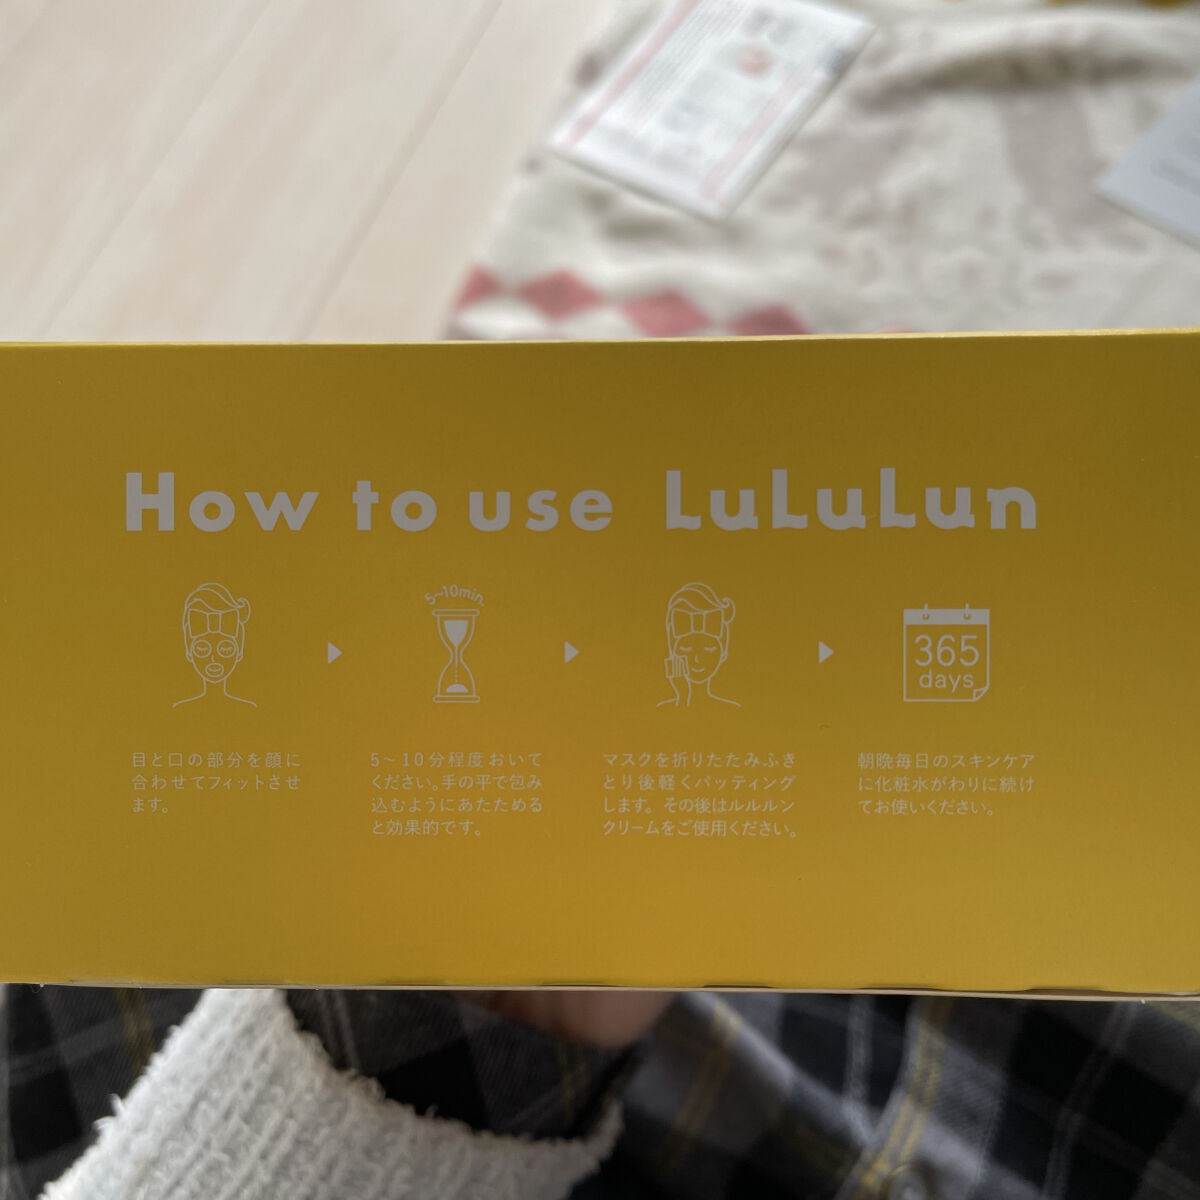 How to use LuLuLun
5~10min.
365
days
目と口の部分を顔に
合わせてフィットさせ
ます。
5～10分程度おいて
ください。手の平で包み
込むようにあたためる
と効果的です。
マスクを折りたたみふき
とり後軽くパッティング
します。その後はルルルン
クリームをご使用ください。
朝晩毎日のスキンケア
に化粧水がわりに続け
てお使いください。